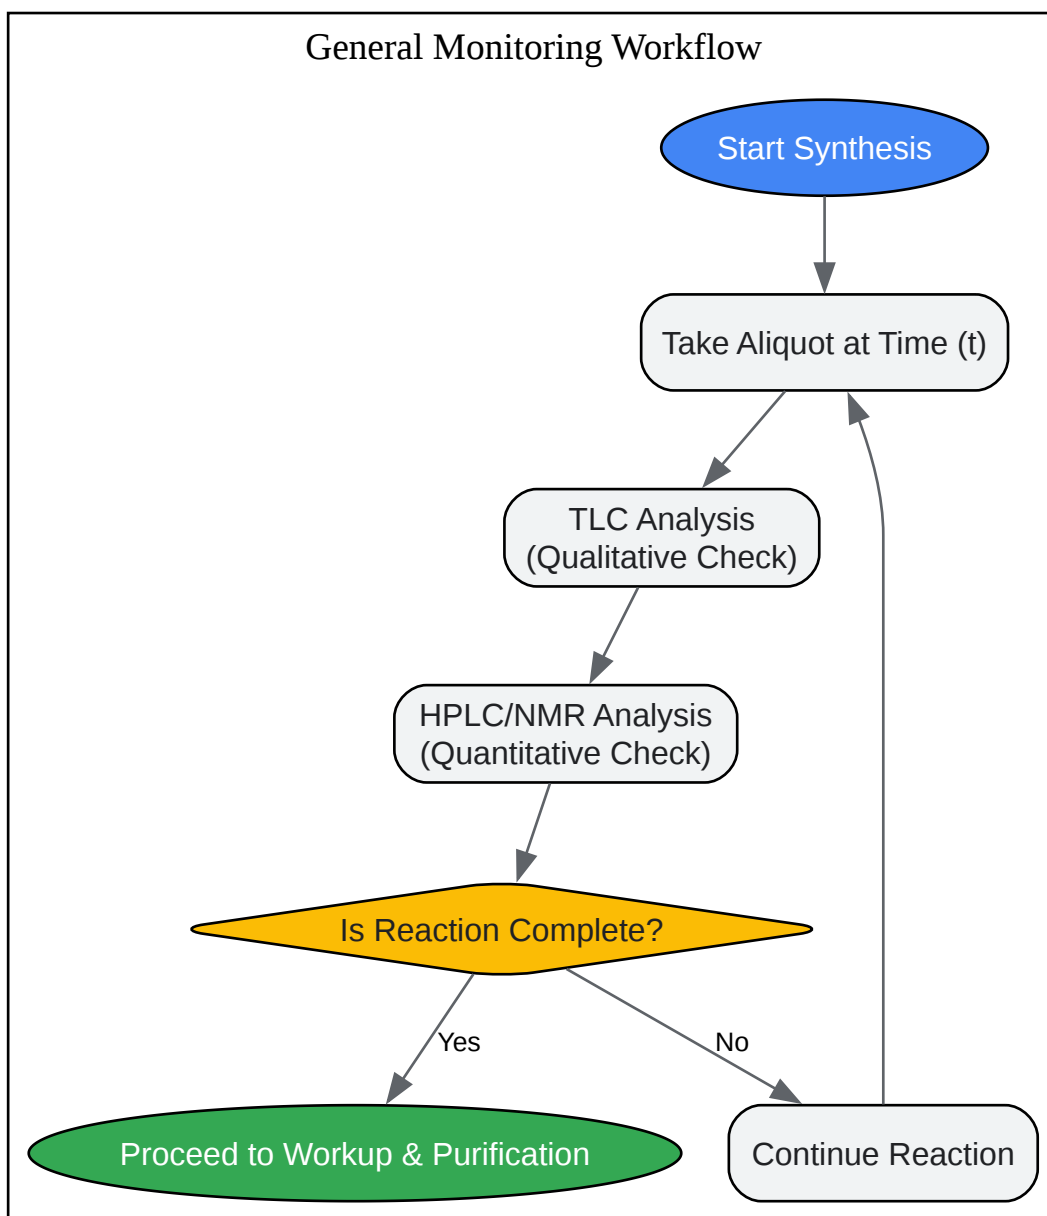 General Monitoring Workflow
Start Synthesis
Take Aliquot at Time (t)
TLC Analysis
(Qualitative Check)
HPLC/NMR Analysis
(Quantitative Check)
Is Reaction Complete?
Yes
No
Proceed to Workup & Purification
Continue Reaction